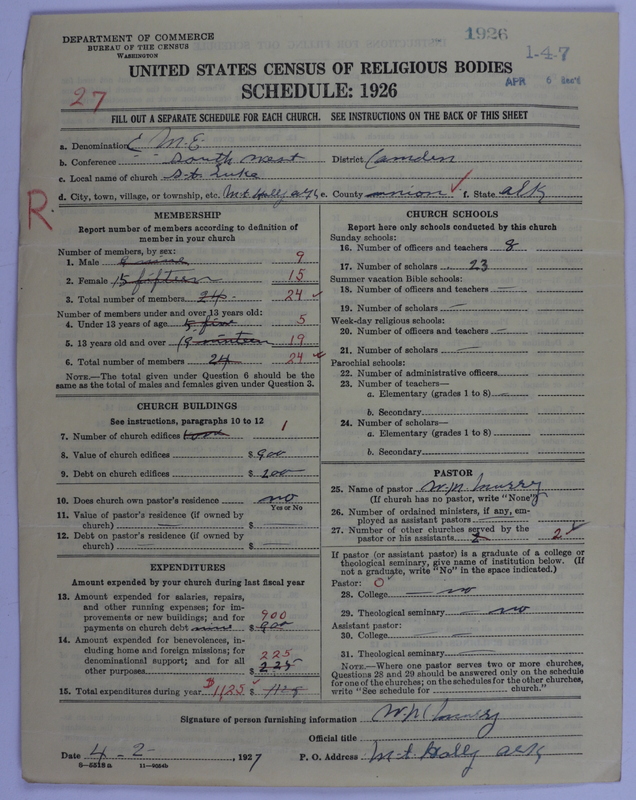 DEPARTMENT OF COMMERCE
BUREAU OF THE CENSUS
WASHINGTON
1926
1-4-7
APR 6
UNITED STATES CENSUS OF RELIGIOUS BODIES
SCHEDULE: 1926
27
FILL OUT A SEPARATE SCHEDULE FOR EACH CHURCH. SEE INSTRUCTIONS ON THE BACK OF THIS SHEET
a. Denomination C M.E.
b. Conference South West District Camden
c. Local name of church St. Luke
d. City, town, village, or township, etc. Mt Holly ark, e. County union f. State ark
R
MEMBERSHIP
Report number of members according to definition of
member in your church
Number of members, by sex:
1. Male 9 9
2. Female 15 fifteen 15
3. Total number of members 24. 24
Number of members under and over 13 years old:
4. Under 13 years of age 5 five 5
5. 13 years old and over 19 19
6. Total number of members 24 24
NOTE.—The total given under Question 6 should be the
same as the total of males and females given under Question 3.
CHURCH BUILDINGS
See instructions, paragraphs 10 to 12
7. Number of church edifices 1
8. Value of church edifices $ 900
9. Debt on church edifices $ 200
10. Does church own pastor's residence no
Yes or No
11. Value of pastor's residence (if owned by
church) — $
12. Debt on pastor's residence (if owned by
church) — $
EXPENDITURES
Amount expended by your church during last fiscal year
13. Amount expended for salaries, repairs,
and other running expenses; for im-
provements or new buildings; and for 900
payments on church debt $ 900
14. Amount expended for benevolences, in-
cluding home and foreign missions; for
denominational support; and for all 225
other purposes $ 225
15. Total expenditures during year $1125 $ 1125
CHURCH SCHOOLS
Report here only schools conducted by this church
Sunday schools:
16. Number of officers and teachers 8
17. Number of scholars 23
Summer vacation Bible schools:
18. Number of officers and teachers —
19. Number of scholars —
Week-day religious schools:
20. Number of officers and teachers —
21. Number of scholars —
Parochial schools:
22. Number of administrative officers
23. Number of teachers—
a. Elementary (grades 1 to 8) —
b. Secondary
24. Number of scholars—
a. Elementary (grades 1 to 8)
b. Secondary
PASTOR
25. Name of pastor W.M.
(If church has no pastor, write "None")
26. Number of ordained ministers, if any, em-
ployed as assistant pastors —
27. Number of other churches served by the
pastor or his assistants 2 2
If pastor (or assistant pastor) is a graduate of a college or
theological seminary, give name of institution below. (If
not a graduate, write "No" in the space indicated.)
Pastor: O
28. College — no
29. Theological seminary — no
Assistant pastor:
30. College —
31. Theological seminary —
NOTE.—Where one pastor serves two or more churches,
Questions 28 and 29 should be answered only on the schedule
for one of the churches; on the schedules for the other churches,
write "See schedule for church."
Signature of person furnishing information W.M.
Official title
Date 4 - 2 -, 1927 P. O. Address Mt Holly ark
8—5518a 11—9054b